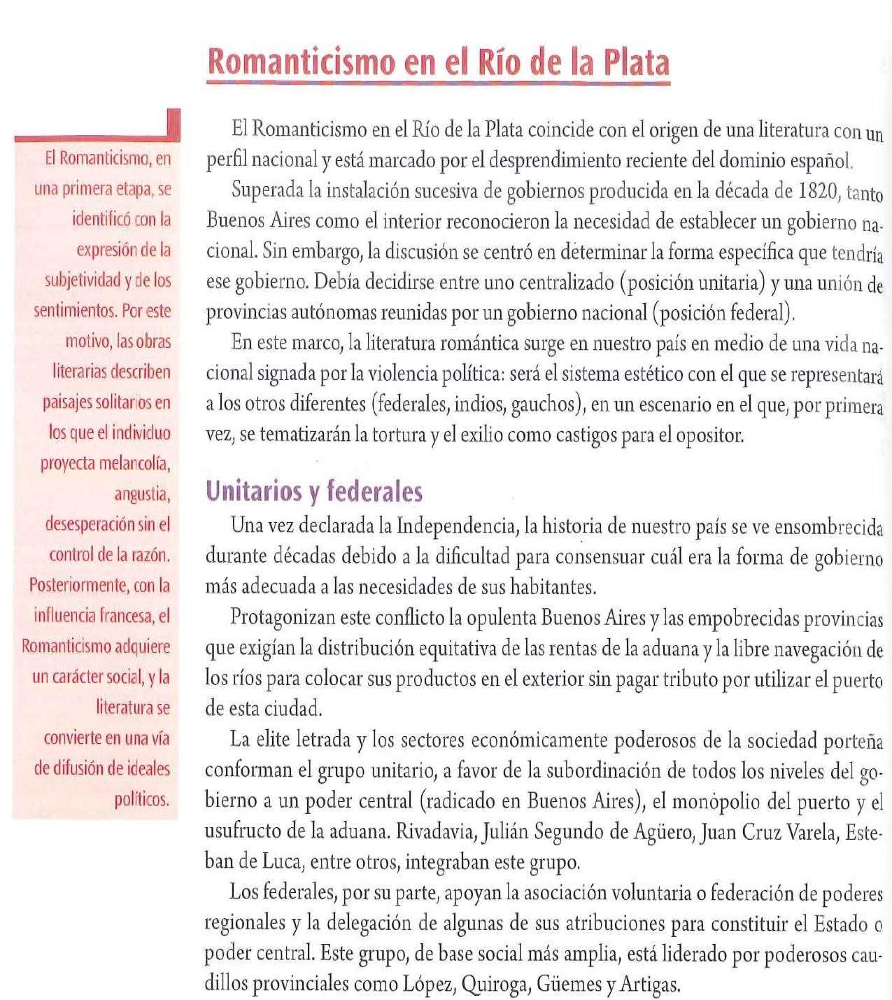 Romanticismo en el Río de la Plata
El Romanticismo, en
una primera etapa, se
identificó con la
expresión de la
subjetividad y de los
sentimientos. Por este
motivo, las obras
literarias describen
paisajes solitarios en
los que el individuo
proyecta melancolía,
angustia,
desesperación sin el
control de la razón.
Posteriormente, con la
influencia francesa, el
Romanticismo adquiere
un carácter social, y la
literatura se
convierte en una vía
de difusión de ideales
políticos.
El Romanticismo en el Río de la Plata coincide con el origen de una literatura con un
perfil nacional y está marcado por el desprendimiento reciente del dominio español.
Superada la instalación sucesiva de gobiernos producida en la década de 1820, tanto
Buenos Aires como el interior reconocieron la necesidad de establecer un gobierno na-
cional. Sin embargo, la discusión se centró en determinar la forma específica que tendría
ese gobierno. Debía decidirse entre uno centralizado (posición unitaria) y una unión de
provincias autónomas reunidas por un gobierno nacional (posición federal).
En este marco, la literatura romántica surge en nuestro país en medio de una vida na-
cional signada por la violencia política: será el sistema estético con el que se representará
a los otros diferentes (federales, indios, gauchos), en un escenario en el que, por primera
vez, se tematizarán la tortura y el exilio como castigos para el opositor.
Unitarios y federales
Una vez declarada la Independencia, la historia de nuestro país se ve ensombrecida
durante décadas debido a la dificultad para consensuar cuál era la forma de gobierno
más adecuada a las necesidades de sus habitantes.
Protagonizan este conflicto la opulenta Buenos Aires y las empobrecidas provincias
que exigían la distribución equitativa de las rentas de la aduana y la libre navegación de
los ríos para colocar sus productos en el exterior sin pagar tributo por utilizar el puerto
de esta ciudad.
La elite letrada y los sectores económicamente poderosos de la sociedad porteña
conforman el grupo unitario, a favor de la subordinación de todos los niveles del go-
bierno a un poder central (radicado en Buenos Aires), el monopolio del puerto y el
usufructo de la aduana. Rivadavia, Julián Segundo de Agüero, Juan Cruz Varela, Este-
ban de Luca, entre otros, integraban este grupo.
Los federales, por su parte, apoyan la asociación voluntaria o federación de poderes
regionales y la delegación de algunas de sus atribuciones para constituir el Estado o
poder central. Este grupo, de base social más amplia, está liderado por poderosos cau-
dillos provinciales como López, Quiroga, Güemes y Artigas.